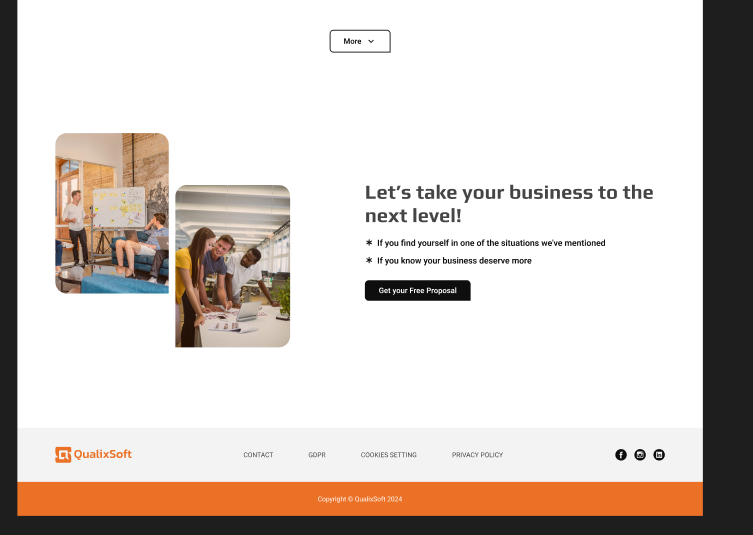 More
Let’s take your business to the
next level!
If you find yourself in one of the situations we've mentioned
If you know your business deserve more
Get your Free Proposal
QualixSoft
CONTACT
GDPR
COOKIES SETTING
PRIVACY POLICY
Copyright © QualixSoft 2024